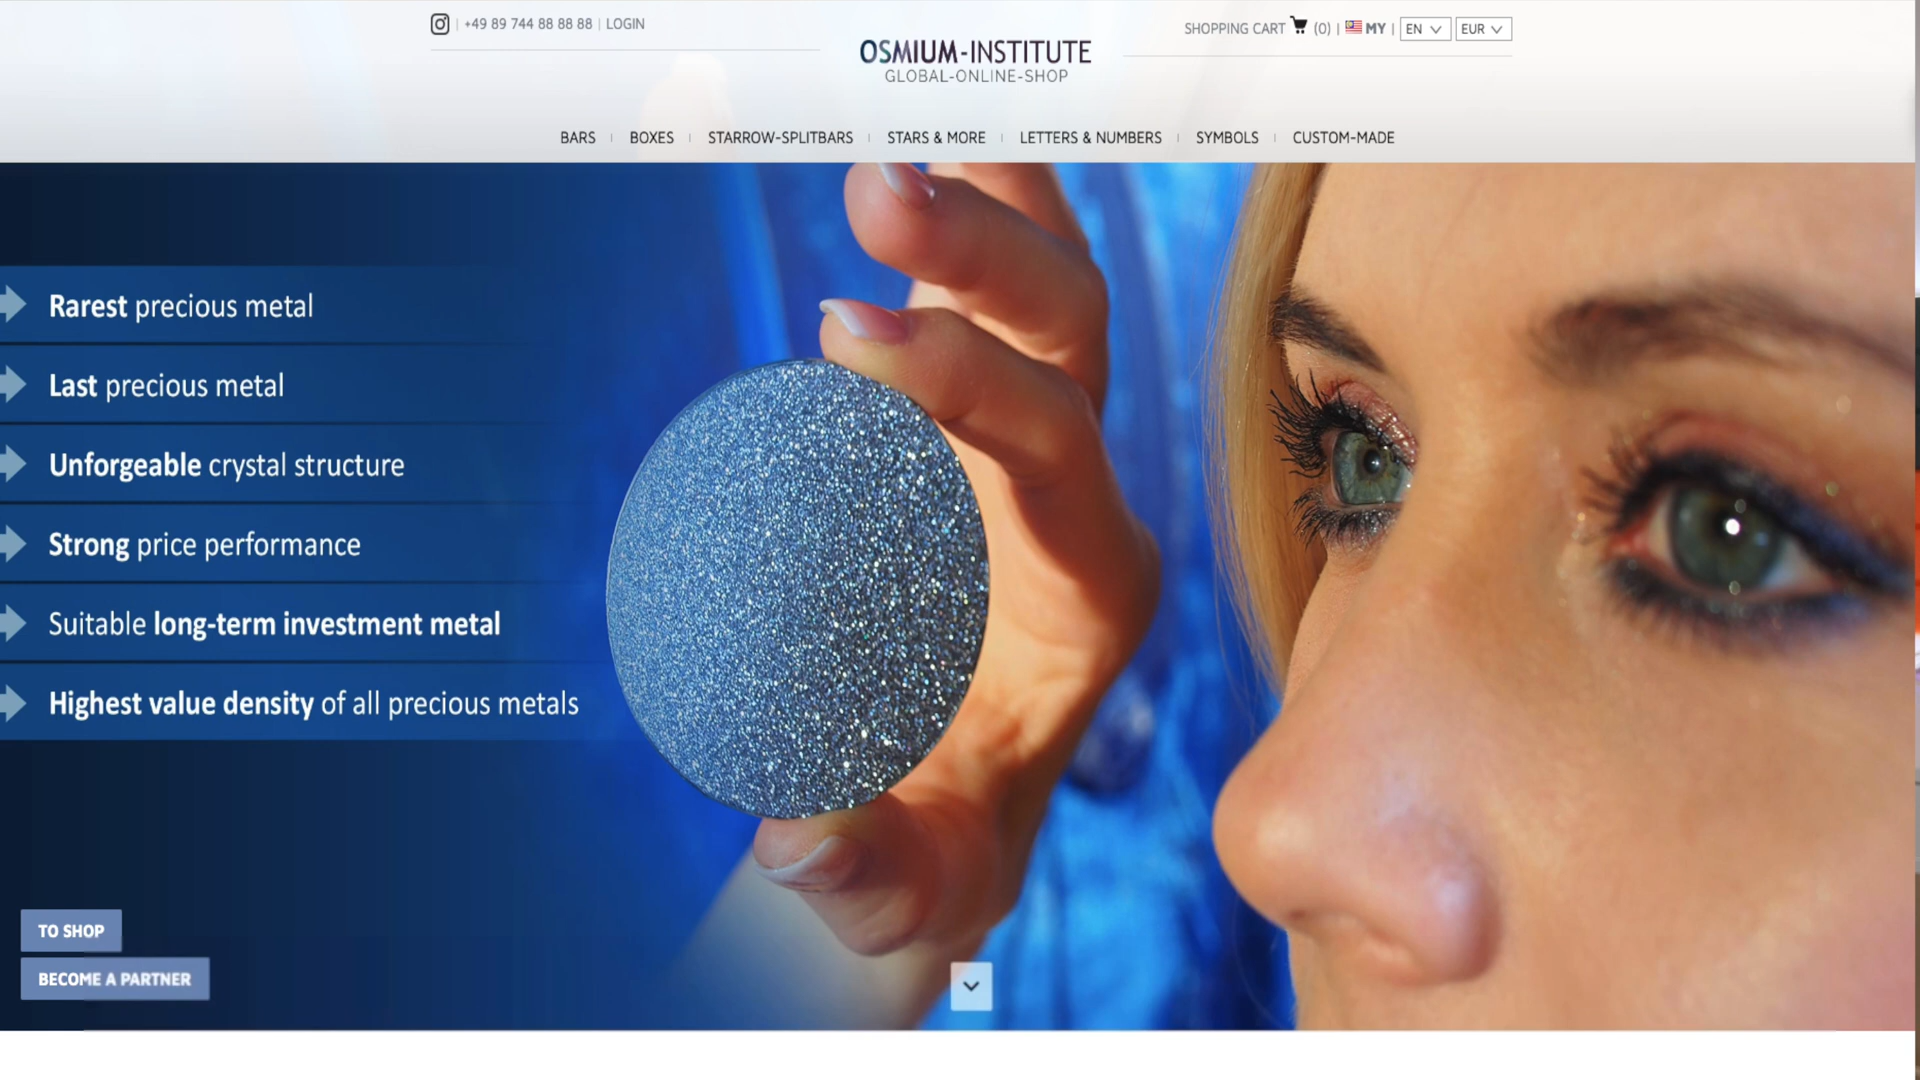 +49 89 744 88 88 88 | LOGIN
SHOPPING CART (0) | MY | EN EUR
OSMIUM-INSTITUTE
GLOBAL-ONLINE-SHOP
BARS | BOXES | STARROW-SPLITBARS | STARS & MORE | LETTERS & NUMBERS | SYMBOLS | CUSTOM-MADE
Rarest precious metal
Last precious metal
Unforgeable crystal structure
Strong price performance
Suitable long-term investment metal
Highest value density of all precious metals
TO SHOP
BECOME A PARTNER